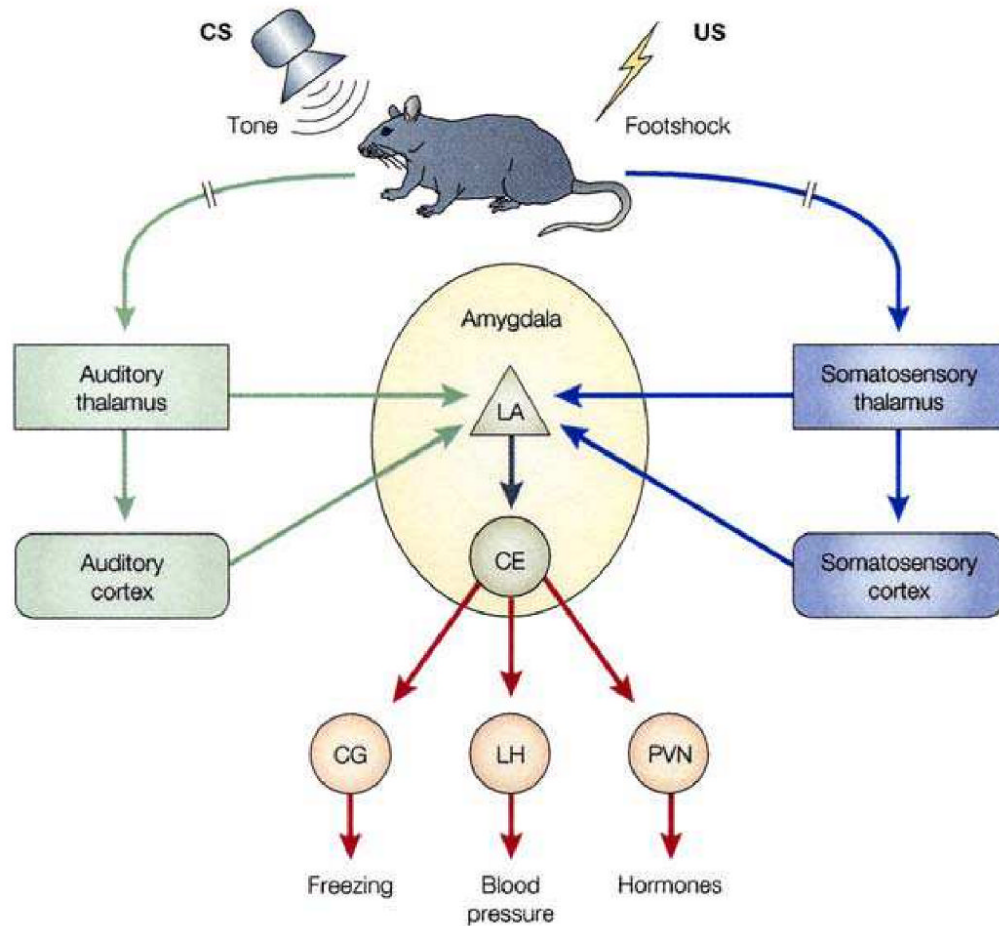 CS
US
Tone
Footshock
Amygdala
Auditory
thalamus
LA
Somatosensory
thalamus
Auditory
cortex
CE
Somatosensory
cortex
CG
LH
PVN
Freezing
Blood
pressure
Hormones